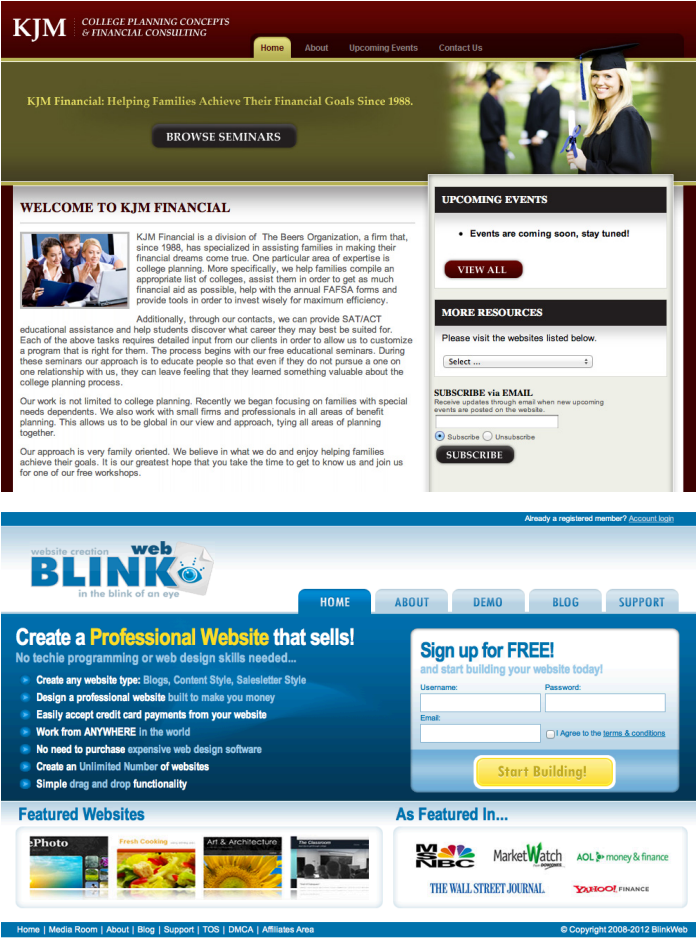 KJM COLLEGE PLANNING CONCEPTS
& FINANCIAL CONSULTING
Home About Upcoming Events Contact Us
KJM Financial: Helping Families Achieve Their Financial Goals Since 1988.
BROWSE SEMINARS
WELCOME TO KJM FINANCIAL
KJM Financial is a division of The Beers Organization, a firm that,
since 1988, has specialized in assisting families in making their
financial dreams come true. One particular area of expertise is
college planning. More specifically, we help families compile an
appropriate list of colleges, assist them in order to get as much
financial aid as possible, help with the annual FAFSA forms and
provide tools in order to invest wisely for maximum efficiency.
Additionally, through our contacts, we can provide SAT/ACT
educational assistance and help students discover what career they may best be suited for.
Each of the above tasks requires detailed input from our clients in order to allow us to customize
a program that is right for them. The process begins with our free educational seminars. During
these seminars our approach is to educate people so that even if they do not pursue a one on
one relationship with us, they can leave feeling that they learned something valuable about the
college planning process.
Our work is not limited to college planning. Recently we began focusing on families with special
needs dependents. We also work with small firms and professionals in all areas of benefit
planning. This allows us to be global in our view and approach, tying all areas of planning
together.
Our approach is very family oriented. We believe in what we do and enjoy helping families
achieve their goals. It is our greatest hope that you take the time to get to know us and join us
for one of our free workshops.
UPCOMING EVENTS
• Events are coming soon, stay tuned!
VIEW ALL
MORE RESOURCES
Please visit the websites listed below.
Select ...
SUBSCRIBE via EMAIL
Receive updates through email when new upcoming
events are posted on the website.
Subscribe Unsubscribe
SUBSCRIBE
Already a registered member? Account login
website creation web
BLINK
in the blink of an eye
HOME ABOUT DEMO BLOG SUPPORT
Create a Professional Website that sells!
No techie programming or web design skills needed...
Create any website type: Blogs, Content Style, Salesletter Style
Design a professional website built to make you money
Easily accept credit card payments from your website
Work from ANYWHERE in the world
No need to purchase expensive web design software
Create an Unlimited Number of websites
Simple drag and drop functionality
Sign up for FREE!
and start building your website today!
Username: Password:
Email:
I Agree to the terms & conditions
Start Building!
Featured Websites
ePhoto Fresh Cooking Art & Architecture The Classroom
As Featured In...
MSNBC MarketWatch AOL money & finance
THE WALL STREET JOURNAL. YAHOO! FINANCE
Home | Media Room | About | Blog | Support | TOS | DMCA | Affiliates Area
© Copyright 2008-2012 BlinkWeb